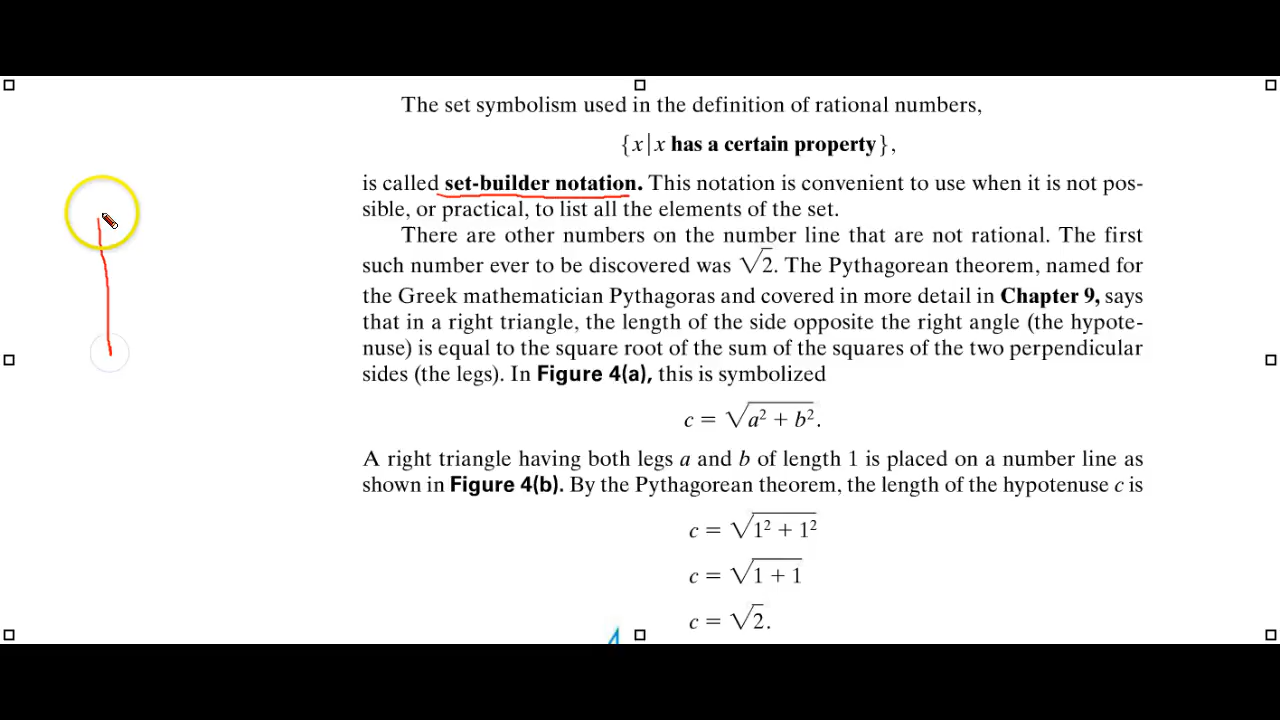 The set symbolism used in the definition of rational numbers,
{x|x has a certain property},
is called set-builder notation. This notation is convenient to use when it is not pos-
sible, or practical, to list all the elements of the set.
There are other numbers on the number line that are not rational. The first
such number ever to be discovered was √2. The Pythagorean theorem, named for
the Greek mathematician Pythagoras and covered in more detail in Chapter 9, says
that in a right triangle, the length of the side opposite the right angle (the hypote-
nuse) is equal to the square root of the sum of the squares of the two perpendicular
sides (the legs). In Figure 4(a), this is symbolized
c = √a² + b².
A right triangle having both legs a and b of length 1 is placed on a number line as
shown in Figure 4(b). By the Pythagorean theorem, the length of the hypotenuse c is
c = √1² + 1²
c = √1 + 1
c = √2.